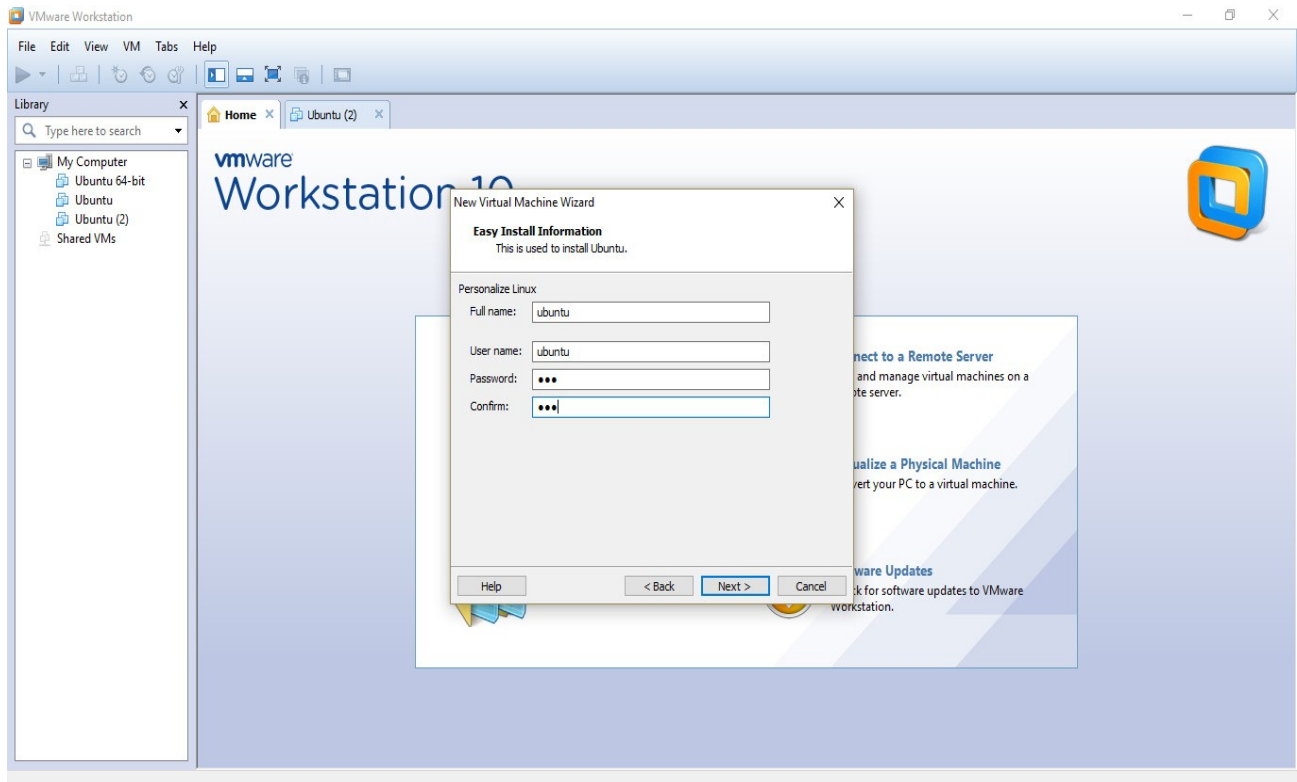 VMware Workstation
File Edit View VM Tabs Help
Library
Type here to search
My Computer
Ubuntu 64-bit
Ubuntu
Ubuntu (2)
Shared VMs
Home
Ubuntu (2)
vmware
Workstation 10
New Virtual Machine Wizard
Easy Install Information
This is used to install Ubuntu.
Personalize Linux
Full name: ubuntu
User name: ubuntu
Password: •••
Confirm: •••
Help < Back Next > Cancel
nect to a Remote Server
and manage virtual machines on a
ote server.
ualize a Physical Machine
vert your PC to a virtual machine.
ware Updates
ck for software updates to VMware
Workstation.